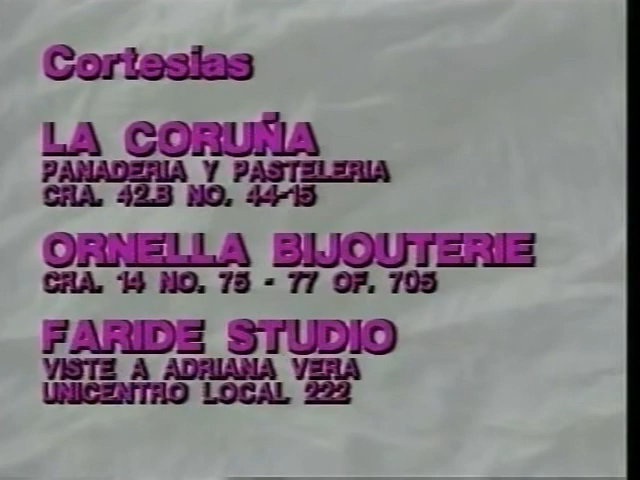 Cortesias
LA CORUÑA
PANADERIA Y PASTELERIA
CRA. 42.B NO. 44-15
ORNELLA BIJOUTERIE
CRA. 14 NO. 75 - 77 OF. 705
FARIDE STUDIO
VISTE A ADRIANA VERA
UNICENTRO LOCAL 222